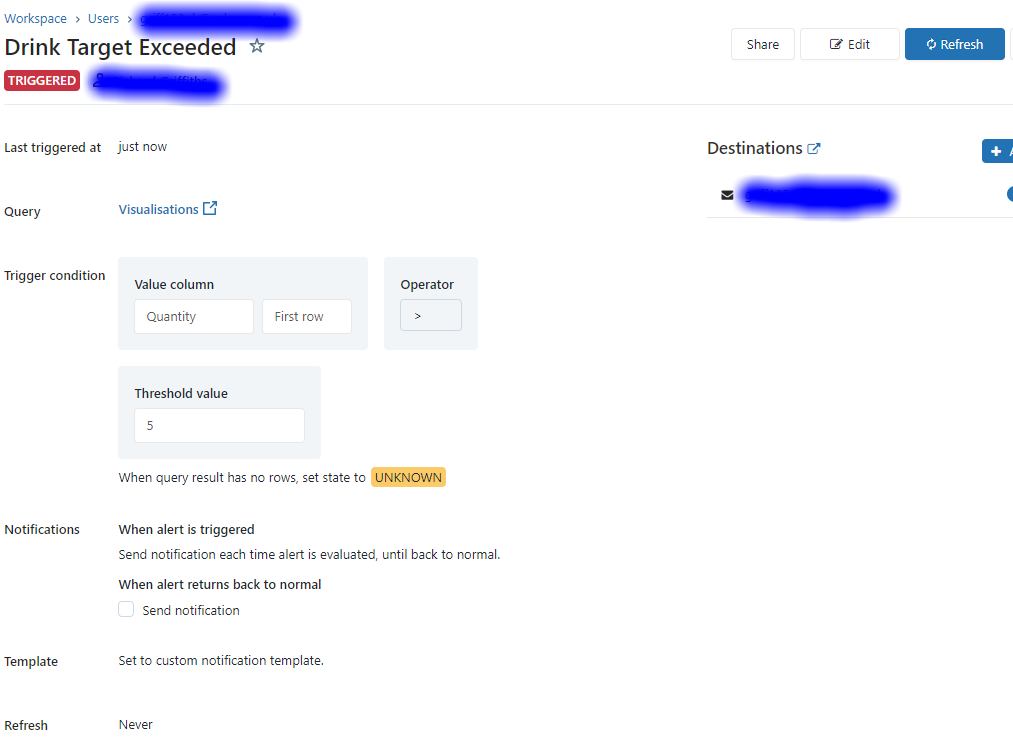 Workspace › Users ›
Drink Target Exceeded
Share
Edit
Refresh
TRIGGERED
Last triggered at just now
Destinations
Query Visualisations
Trigger condition
Value column
Quantity
First row
Operator
>
Threshold value
5
When query result has no rows, set state to UNKNOWN
Notifications
When alert is triggered
Send notification each time alert is evaluated, until back to normal.
When alert returns back to normal
Send notification
Template Set to custom notification template.
Refresh Never